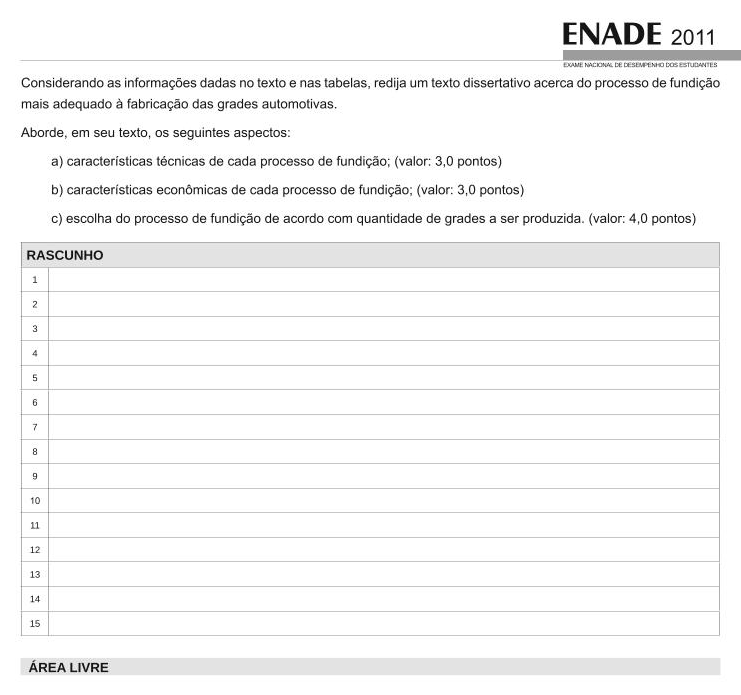 ENADE 2011
EXAME NACIONAL DE DESEMPENHO DOS ESTUDANTES
Considerando as informações dadas no texto e nas tabelas, redija um texto dissertativo acerca do processo de fundição
mais adequado à fabricação das grades automotivas.
Aborde, em seu texto, os seguintes aspectos:
a) características técnicas de cada processo de fundição; (valor: 3,0 pontos)
b) características econômicas de cada processo de fundição; (valor: 3,0 pontos)
c) escolha do processo de fundição de acordo com quantidade de grades a ser produzida. (valor: 4,0 pontos)
RASCUNHO
1
2
3
4
5
6
7
8
9
10
11
12
13
14
15
ÁREA LIVRE